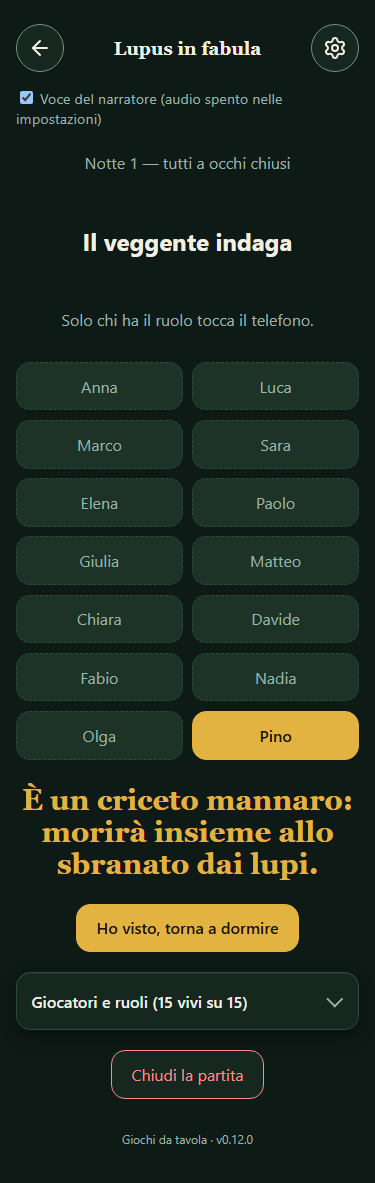 Lupus in fabula
Voce del narratore (audio spento nelle
impostazioni)
Notte 1 — tutti a occhi chiusi
Il veggente indaga
Solo chi ha il ruolo tocca il telefono.
Anna
Luca
Marco
Sara
Elena
Paolo
Giulia
Matteo
Chiara
Davide
Fabio
Nadia
Olga
Pino
È un criceto mannaro:
morirà insieme allo
sbranato dai lupi.
Ho visto, torna a dormire
Giocatori e ruoli (15 vivi su 15)
Chiudi la partita
Giochi da tavola · v0.12.0